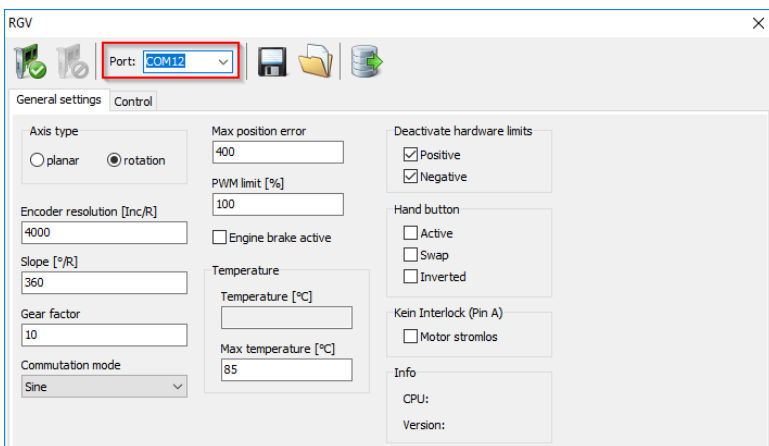 RGV
Port: COM12
General settings Control
Axis type
planar rotation
Encoder resolution [Inc/R]
4000
Slope [°/R]
360
Gear factor
10
Commutation mode
Sine
Max position error
400
PWM limit [%]
100
Engine brake active
Temperature
Temperature [°C]
Max temperature [°C]
85
Deactivate hardware limits
Positive
Negative
Hand button
Active
Swap
Inverted
Kein Interlock (Pin A)
Motor stromlos
Info
CPU:
Version: